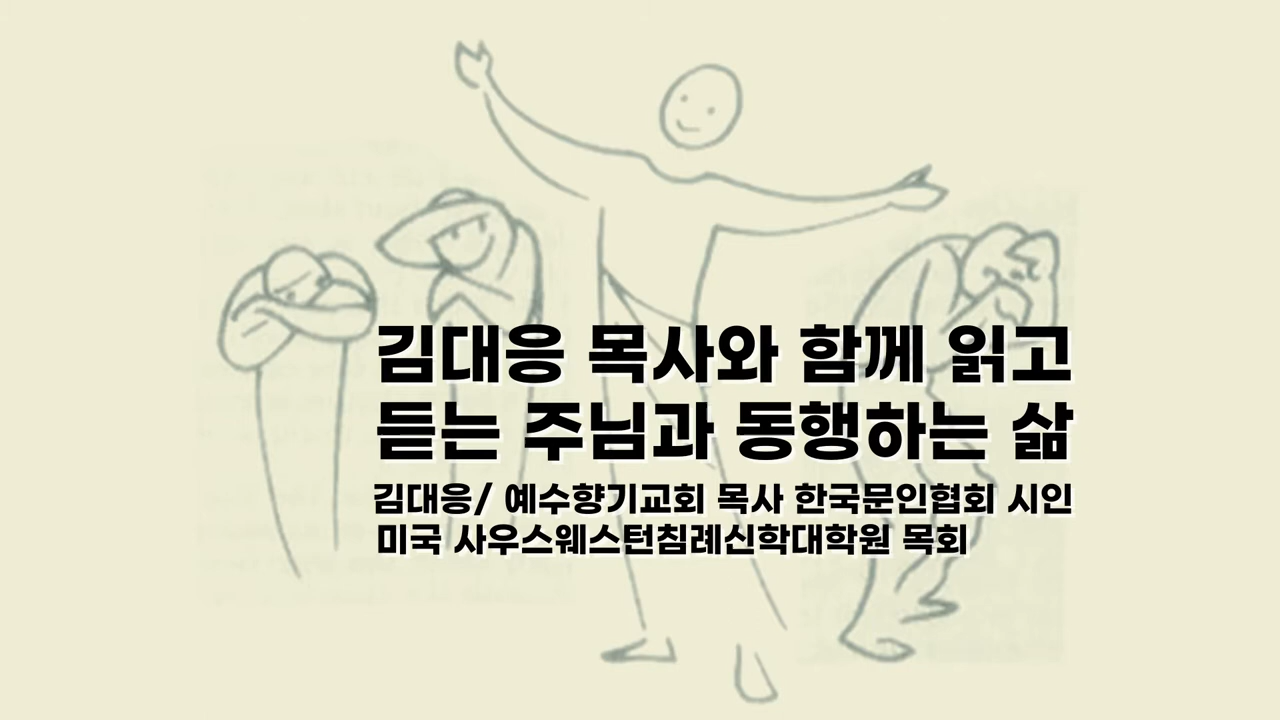 김대응 목사와 함께 읽고
듣는 주님과 동행하는 삶
김대응/ 예수향기교회 목사 한국문인협회 시인
미국 사우스웨스턴침례신학대학원 목회